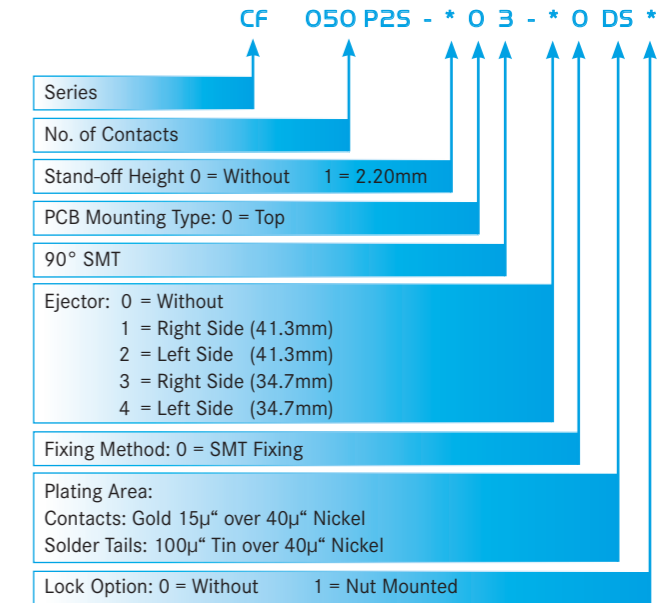 CF 050 P2S - * 0 3 - * 0 DS *
Series
No. of Contacts
Stand-off Height 0 = Without 1 = 2.20mm
PCB Mounting Type: 0 = Top
90° SMT
Ejector: 0 = Without
1 = Right Side (41.3mm)
2 = Left Side (41.3mm)
3 = Right Side (34.7mm)
4 = Left Side (34.7mm)
Fixing Method: 0 = SMT Fixing
Plating Area:
Contacts: Gold 15µ“ over 40µ“ Nickel
Solder Tails: 100µ“ Tin over 40µ“ Nickel
Lock Option: 0 = Without 1 = Nut Mounted